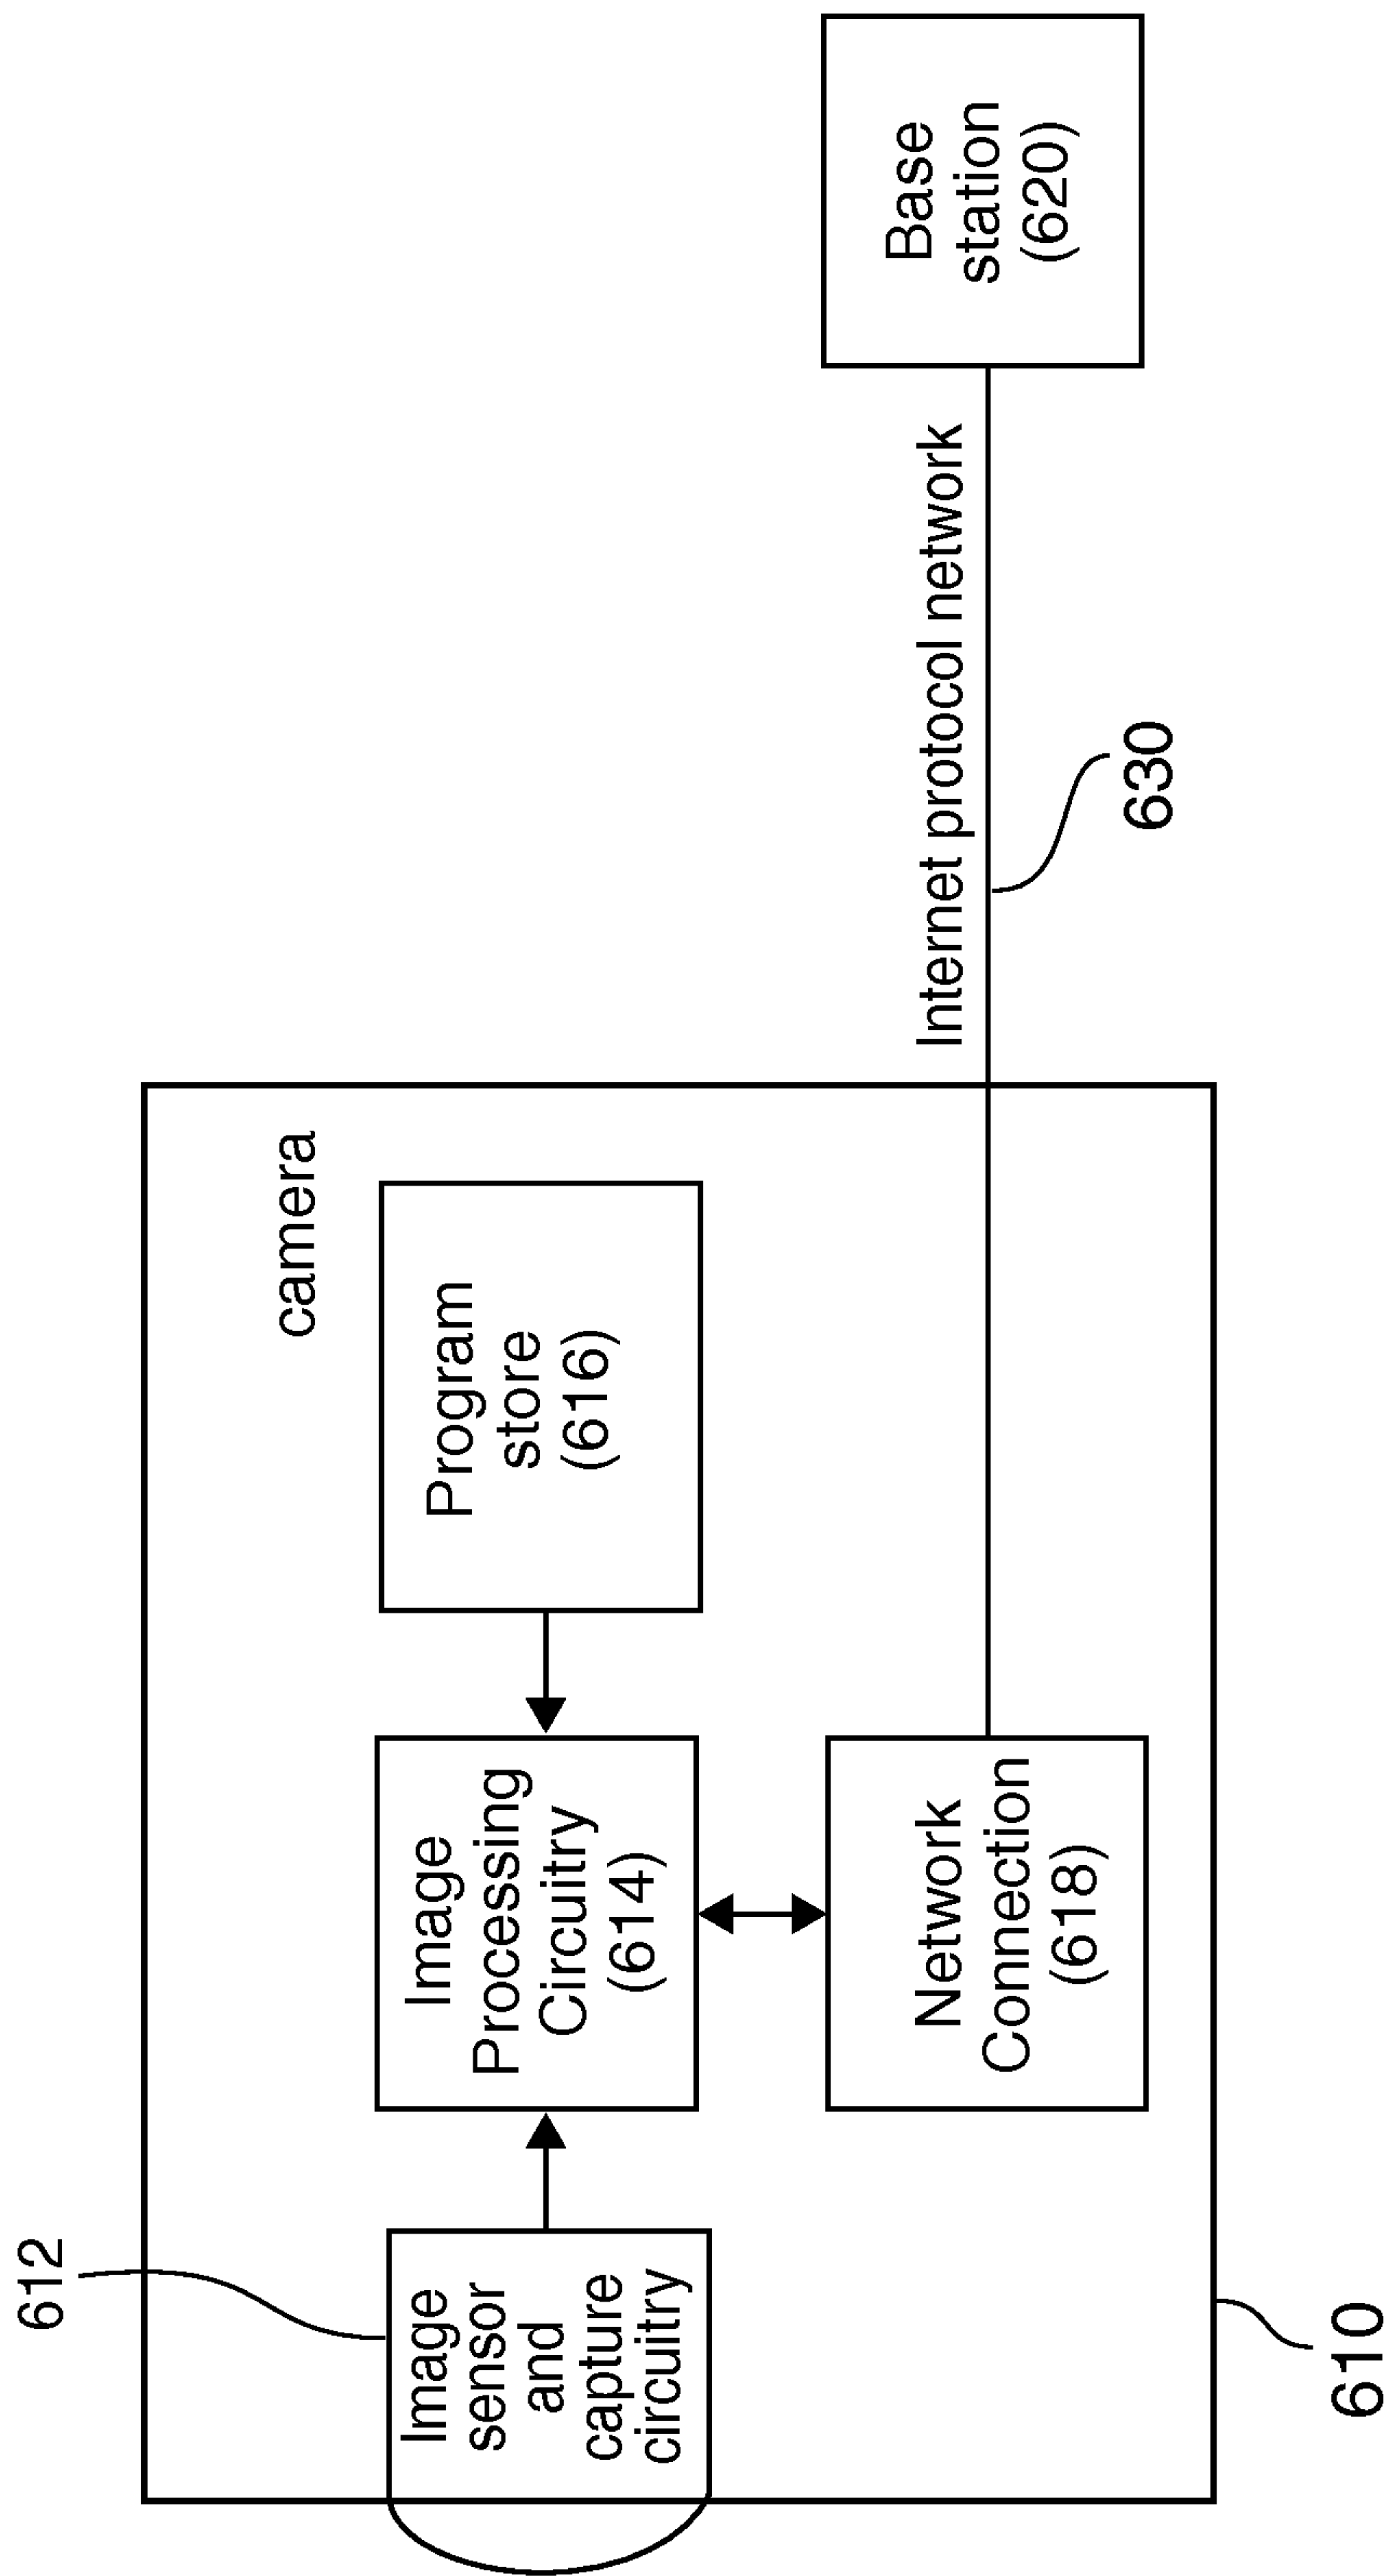 612
Image
sensor
and
capture
circuitry
Image
Processing
Circuitry
(614)
Program
store
(616)
camera
Network
Connection
(618)
610
Internet protocol network
630
Base
station
(620)